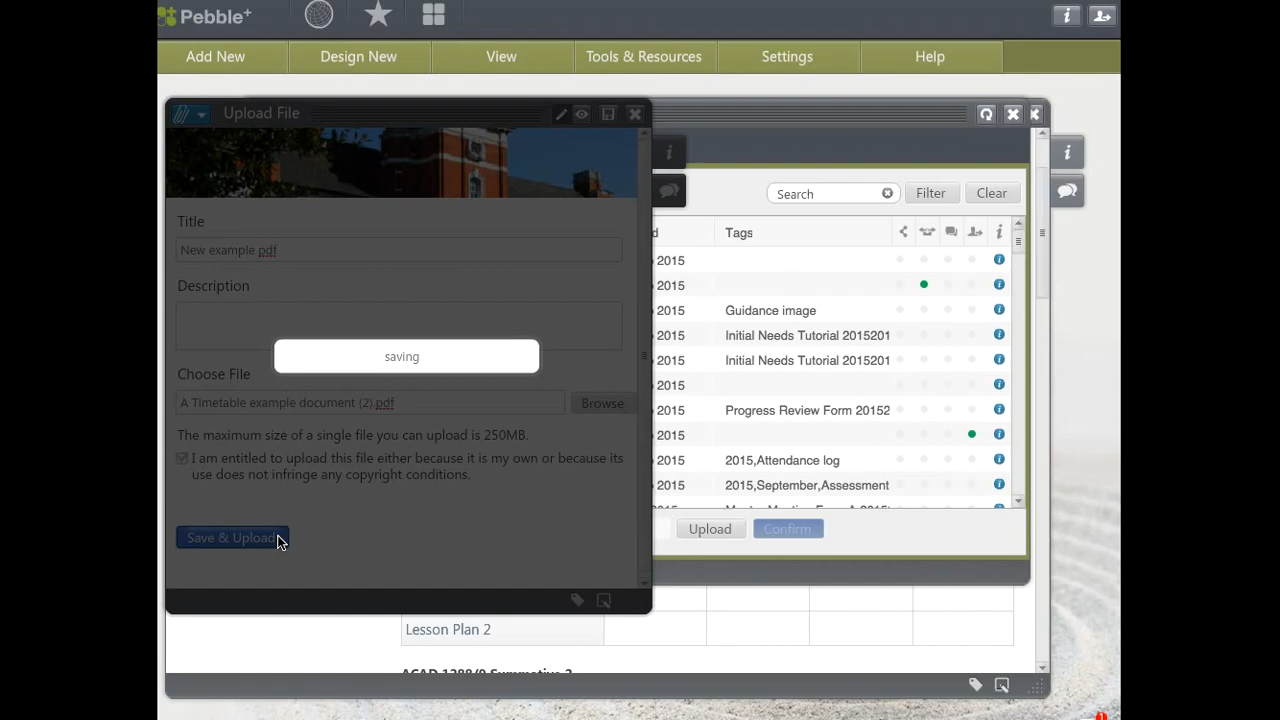 Pebble+
Add New Design New View Tools & Resources Settings Help
Upload File
Title
New example pdf
Description
saving
Choose File
A Timetable example document (2).pdf Browse
The maximum size of a single file you can upload is 250MB.
I am entitled to upload this file either because it is my own or because its
use does not infringe any copyright conditions.
Save & Upload
Search Filter Clear
Tags
2015
2015
2015 Guidance image
2015 Initial Needs Tutorial 201520
2015 Initial Needs Tutorial 201520
2015
2015 Progress Review Form 20152
2015
2015 2015,Attendance log
2015 2015,September,Assessment
Upload Confirm
Lesson Plan 2
1